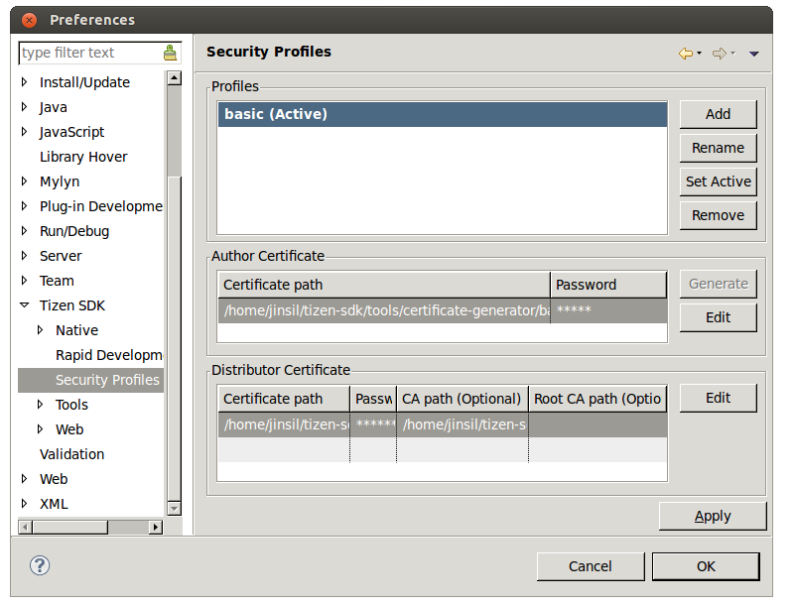 Preferences
type filter text
Install/Update
Java
JavaScript
Library Hover
Mylyn
Plug-in Developme
Run/Debug
Server
Team
Tizen SDK
Native
Rapid Developm
Security Profiles
Tools
Web
Validation
Web
XML
Security Profiles
Profiles
basic (Active)
Add
Rename
Set Active
Remove
Author Certificate
Certificate path Password
/home/jinsil/tizen-sdk/tools/certificate-generator/ba *****
Generate
Edit
Distributor Certificate
Certificate path Passw CA path (Optional) Root CA path (Optio
/home/jinsil/tizen-s ****** /home/jinsil/tizen-s
Edit
Apply
? Cancel OK